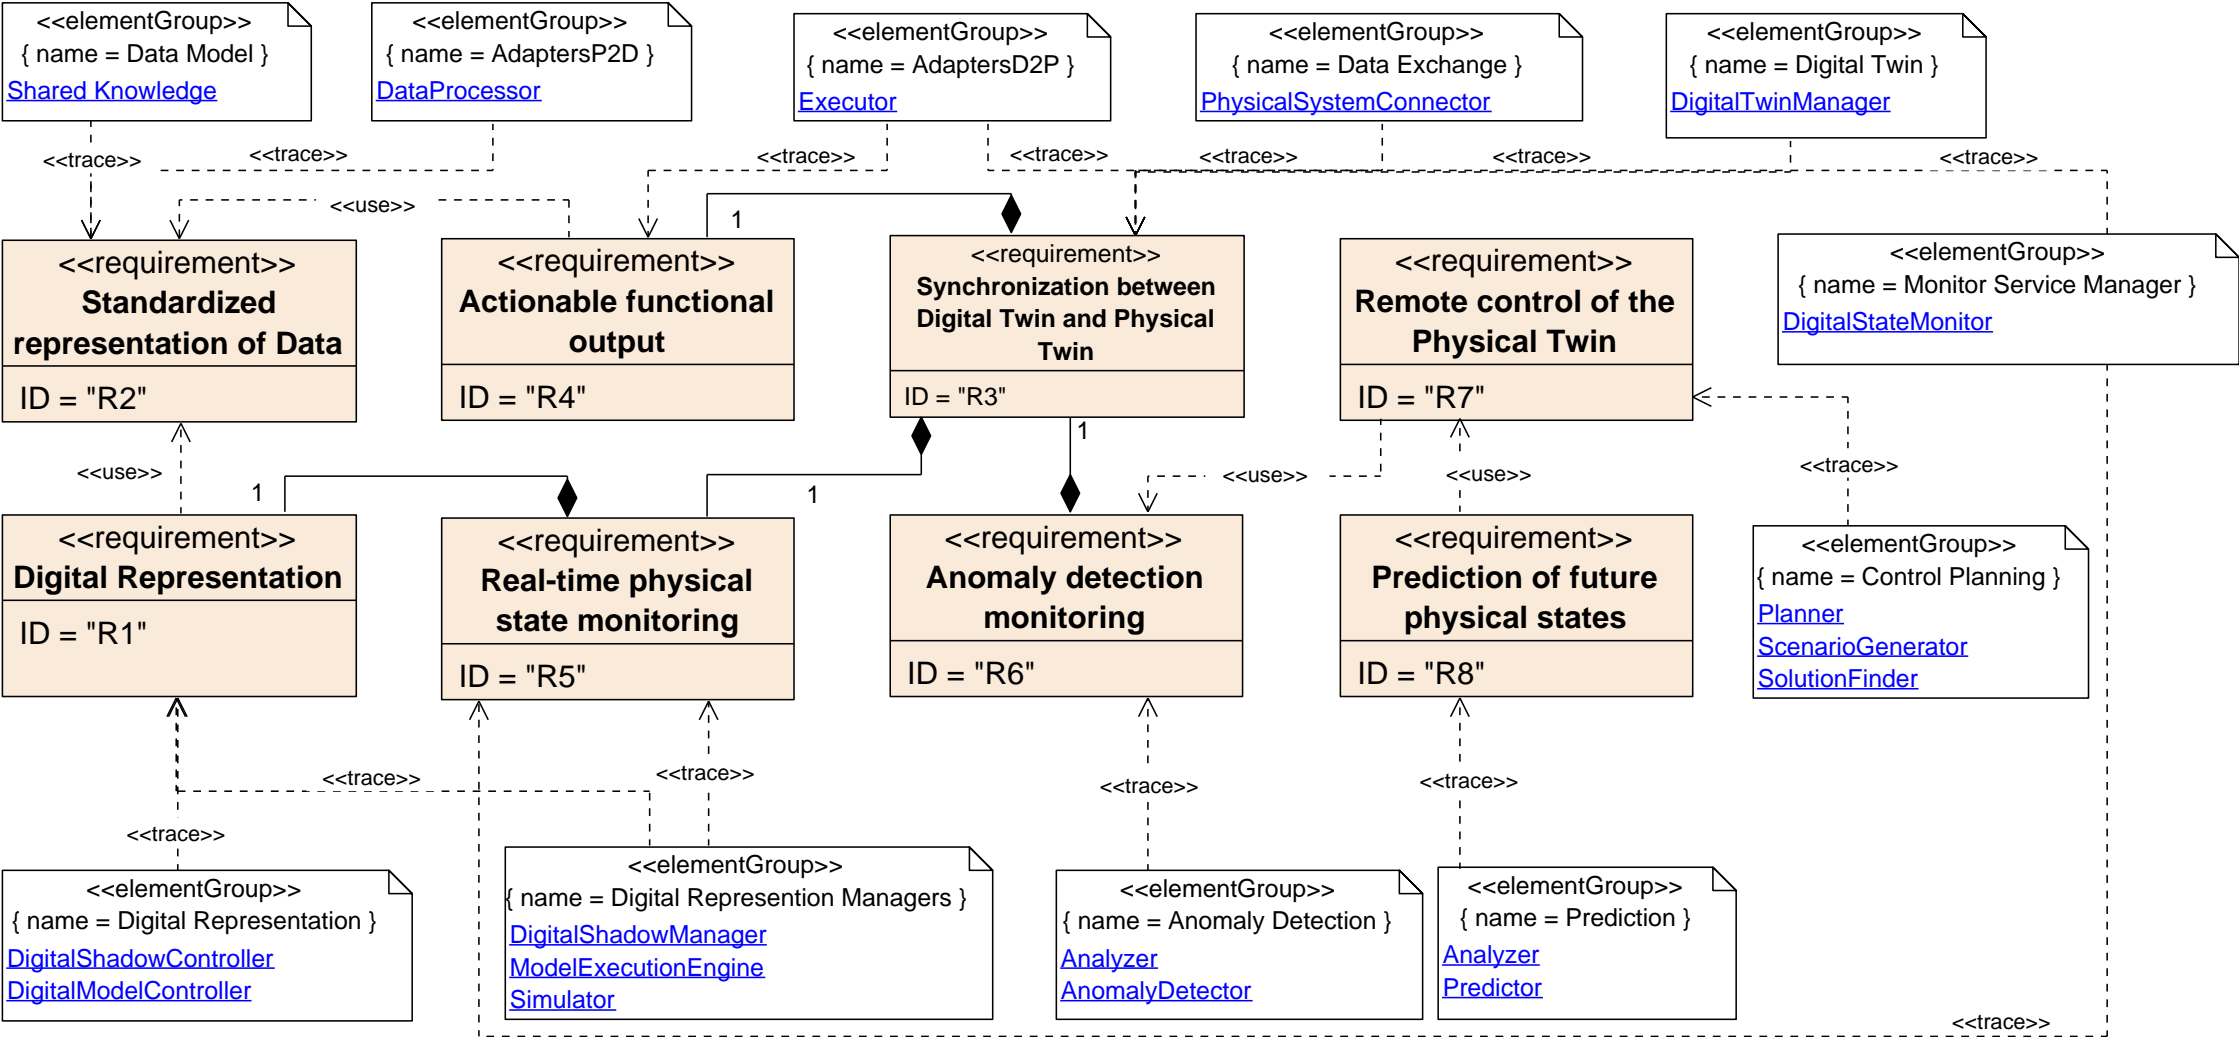 <<elementGroup>>
{ name = Data Model }
Shared Knowledge
<<elementGroup>>
{ name = AdaptersP2D }
DataProcessor
<<elementGroup>>
{ name = AdaptersD2P }
Executor
<<elementGroup>>
{ name = Data Exchange }
PhysicalSystemConnector
<<elementGroup>>
{ name = Digital Twin }
DigitalTwinManager
<<trace>>
<<trace>>
<<trace>>
<<trace>>
<<trace>>
<<trace>>
<<trace>>
<<use>>
1
<<requirement>>
Standardized
representation of Data
ID = "R2"
<<requirement>>
Actionable functional
output
ID = "R4"
<<requirement>>
Synchronization between
Digital Twin and Physical
Twin
ID = "R3"
<<requirement>>
Remote control of the
Physical Twin
ID = "R7"
<<elementGroup>>
{ name = Monitor Service Manager }
DigitalStateMonitor
<<use>>
1
1
1
<<use>>
<<use>>
<<trace>>
<<requirement>>
Digital Representation
ID = "R1"
<<requirement>>
Real-time physical
state monitoring
ID = "R5"
<<requirement>>
Anomaly detection
monitoring
ID = "R6"
<<requirement>>
Prediction of future
physical states
ID = "R8"
<<elementGroup>>
{ name = Control Planning }
Planner
ScenarioGenerator
SolutionFinder
<<trace>>
<<trace>>
<<trace>>
<<trace>>
<<trace>>
<<elementGroup>>
{ name = Digital Representation }
DigitalShadowController
DigitalModelController
<<elementGroup>>
{ name = Digital Represention Managers }
DigitalShadowManager
ModelExecutionEngine
Simulator
<<elementGroup>>
{ name = Anomaly Detection }
Analyzer
AnomalyDetector
<<elementGroup>>
{ name = Prediction }
Analyzer
Predictor
<<trace>>